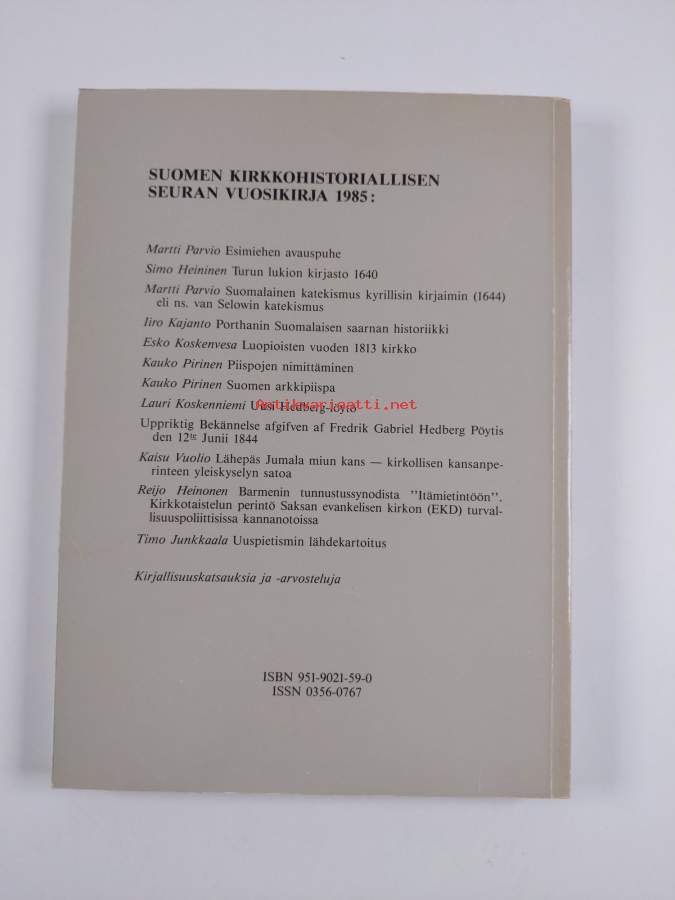 SUOMEN KIRKKOHISTORIALLISEN
SEURAN VUOSIKIRJA 1985:
Martti Parvio Esimiehen avauspuhe
Simo Heininen Turun lukion kirjasto 1640
Martti Parvio Suomalainen katekismus kyrillisin kirjaimin (1644)
eli ns. van Selowin katekismus
Iiro Kajanto Porthanin Suomalaisen saarnan historiikki
Esko Koskenvesa Luopioisten vuoden 1813 kirkko
Kauko Pirinen Piispojen nimittäminen
Kauko Pirinen Suomen arkkipiispa
Lauri Koskenniemi Uusi Hedberg-löytö
Antikvariaatti.net
Uppriktig Bekännelse afgifven af Fredrik Gabriel Hedberg Pöytis
den 12te Junii 1844
Kaisu Vuolio Lähepäs Jumala miun kans — kirkollisen kansanpe-
rinteen yleiskyselyn satoa
Reijo Heinonen Barmenin tunnustussynodista "Itämietintöön".
Kirkkotaistelun perintö Saksan evankelisen kirkon (EKD) turval-
lisuuspoliittisissa kannanotoissa
Timo Junkkaala Uuspietismin lähdekartoitus
Kirjallisuuskatsauksia ja -arvosteluja
ISBN 951-9021-59-0
ISSN 0356-0767